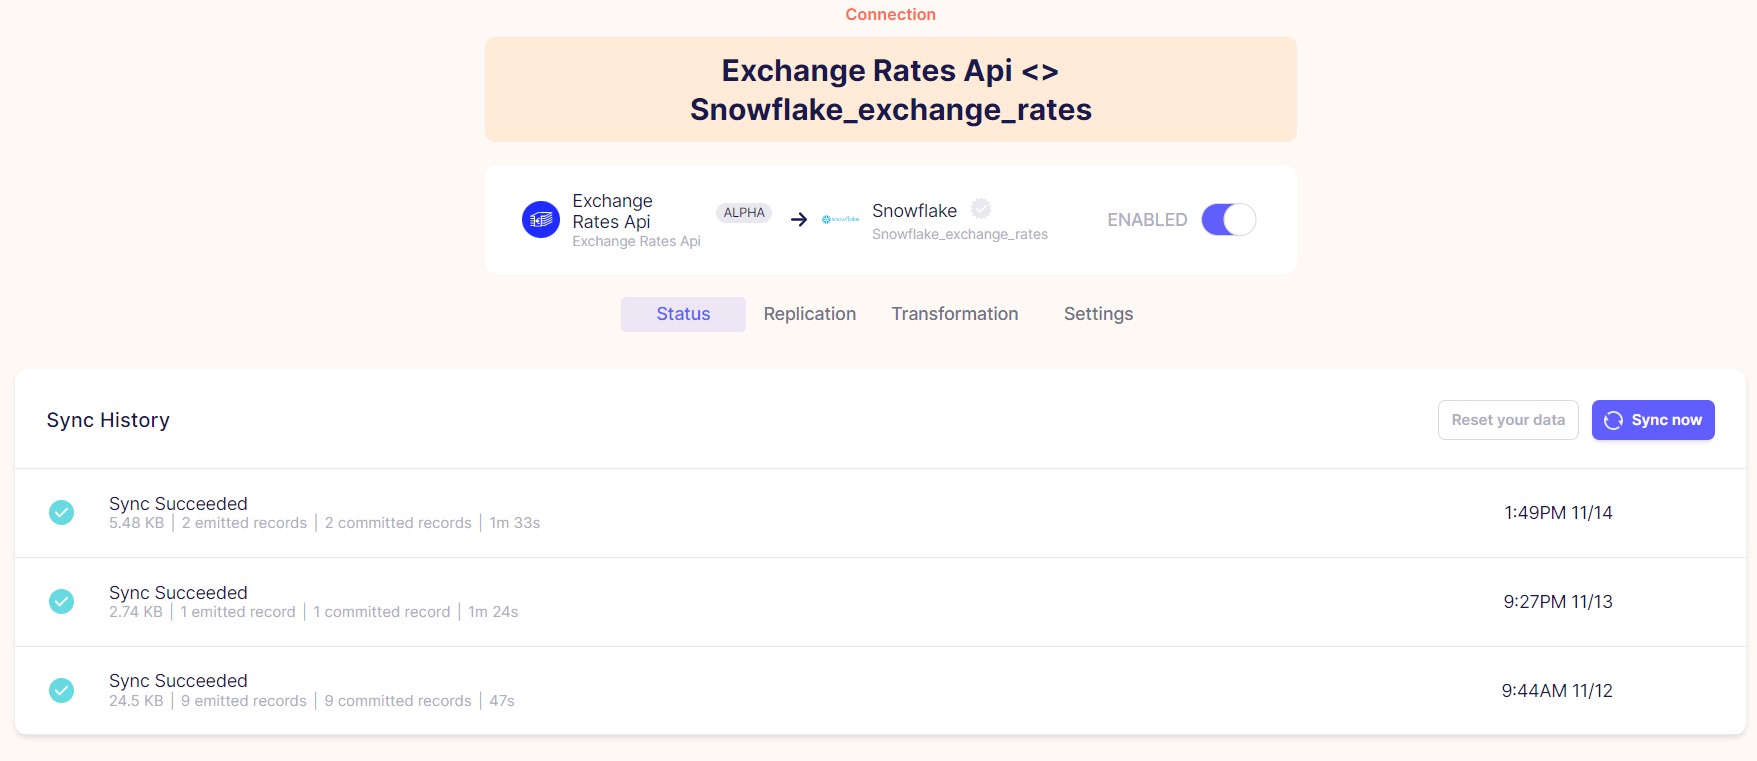 Connection
Exchange Rates Api <>
Snowflake_exchange_rates
Exchange
Rates Api
Exchange Rates Api
ALPHA
snowflake
Snowflake
Snowflake_exchange_rates
ENABLED
Status Replication Transformation Settings
Sync History
Reset your data
Sync now
Sync Succeeded
5.48 KB | 2 emitted records | 2 committed records | 1m 33s
1:49PM 11/14
Sync Succeeded
2.74 KB | 1 emitted record | 1 committed record | 1m 24s
9:27PM 11/13
Sync Succeeded
24.5 KB | 9 emitted records | 9 committed records | 47s
9:44AM 11/12